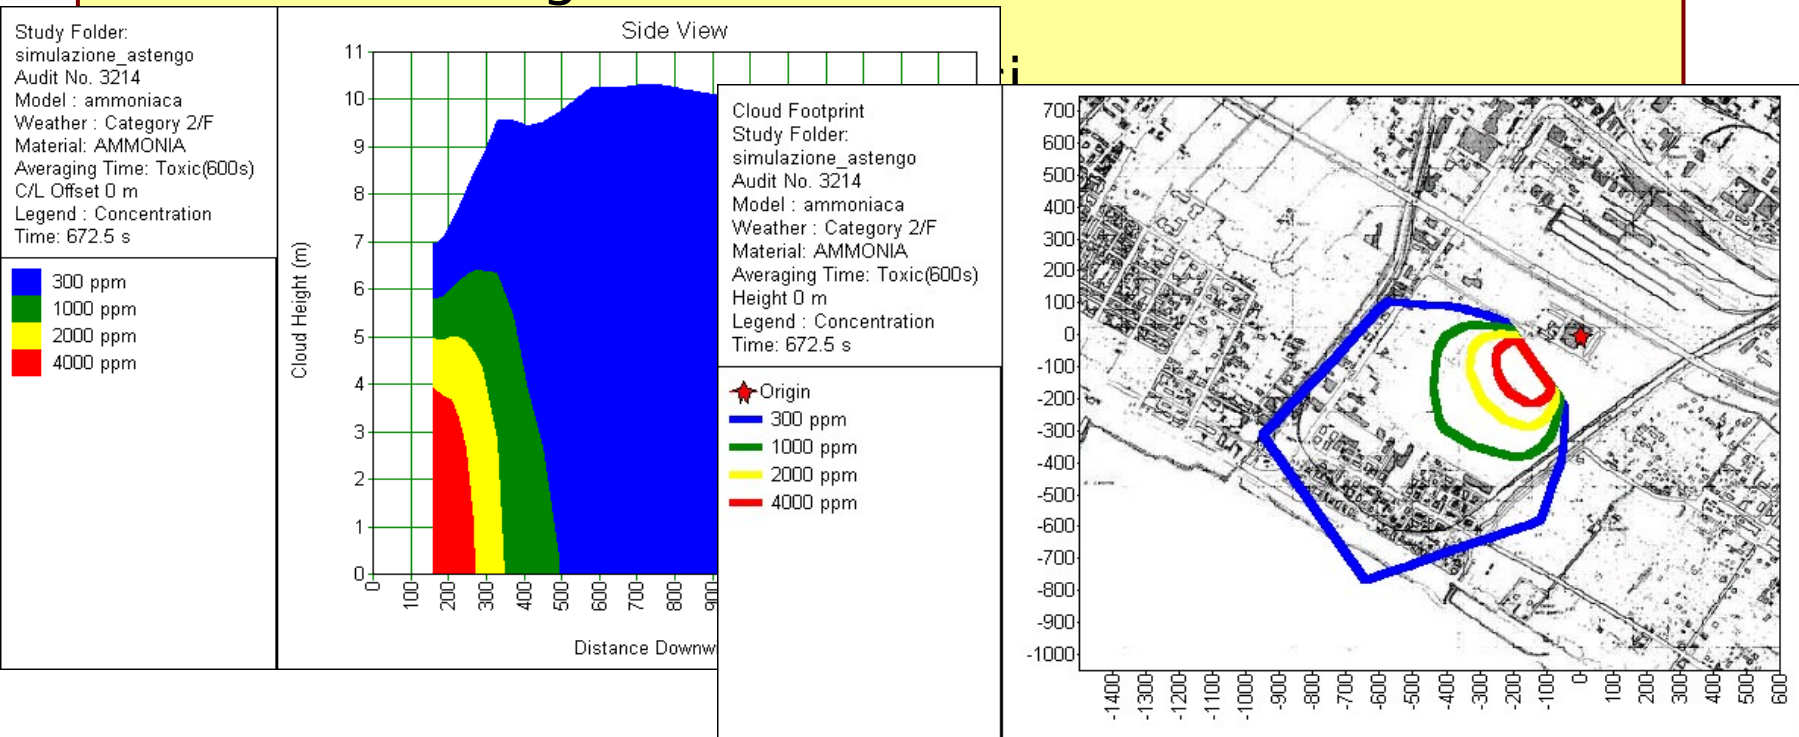 Study Folder:
simulazione_astengo
Audit No. 3214
Model : ammoniaca
Weather : Category 2/F
Material: AMMONIA
Averaging Time: Toxic(600s)
C/L Offset 0 m
Legend : Concentration
Time: 672.5 s
300 ppm
1000 ppm
2000 ppm
4000 ppm
Side View
Cloud Height (m)
11
10
9
8
7
6
5
4
3
2
1
0
0 100 200 300 400 500 600 700 800
Distance Downw
Cloud Footprint
Study Folder:
simulazione_astengo
Audit No. 3214
Model : ammoniaca
Weather : Category 2/F
Material: AMMONIA
Averaging Time: Toxic(600s)
Height 0 m
Legend : Concentration
Time: 672.5 s
Origin
300 ppm
1000 ppm
2000 ppm
4000 ppm
700
600
500
400
300
200
100
0
-100
-200
-300
-400
-500
-600
-700
-800
-900
-1000
-1400 -1300 -1200 -1100 -1000 -900 -800 -700 -600 -500 -400 -300 -200 -100 0 100 200 300 400 500 600